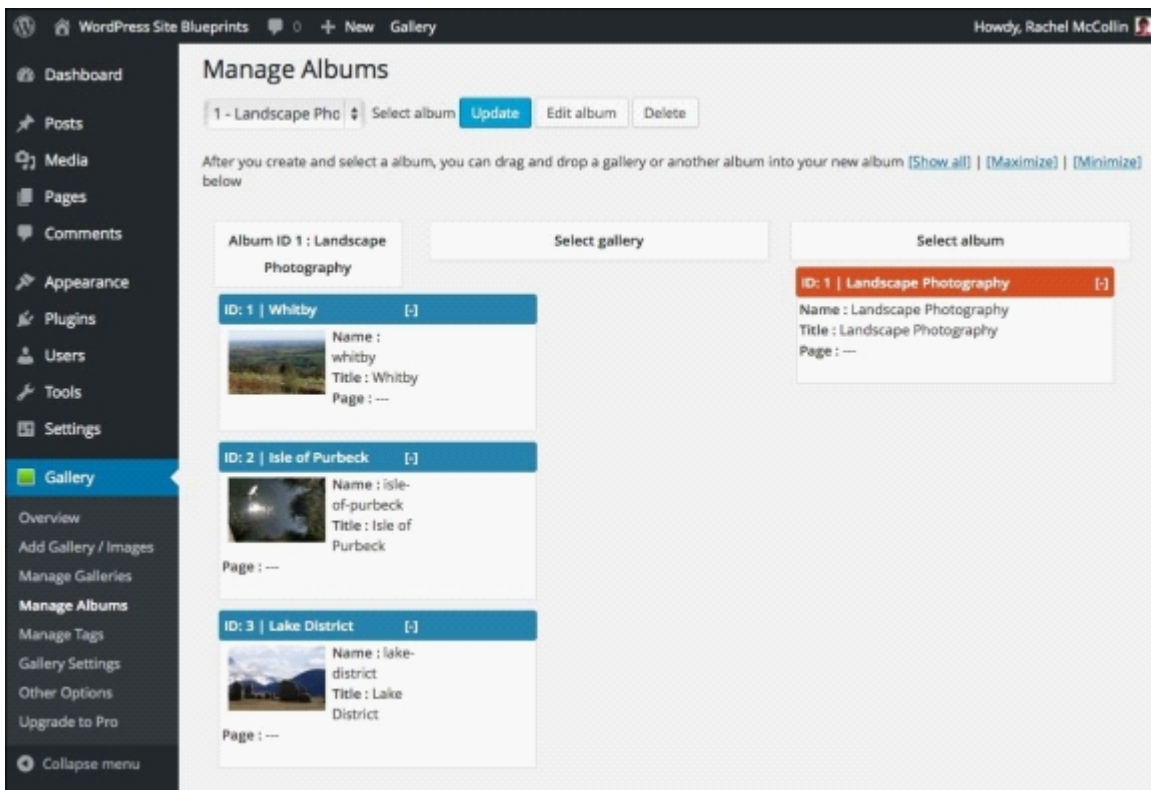 WordPress Site Blueprints 0 + New Gallery Howdy, Rachel McCollin
Dashboard
Posts
Media
Pages
Comments
Appearance
Plugins
Users
Tools
Settings
Gallery
Overview
Add Gallery / Images
Manage Galleries
Manage Albums
Manage Tags
Gallery Settings
Other Options
Upgrade to Pro
Collapse menu
Manage Albums
1 - Landscape Pho Select album Update Edit album Delete
After you create and select a album, you can drag and drop a gallery or another album into your new album [Show all] | [Maximize] | [Minimize]
below
Album ID 1 : Landscape
Photography
ID: 1 | Whitby [-]
Name :
whitby
Title : Whitby
Page : ---
ID: 2 | Isle of Purbeck [-]
Name : isle-
of-purbeck
Title : Isle of
Purbeck
Page : ---
ID: 3 | Lake District [-]
Name : lake-
district
Title : Lake
District
Page : ---
Select gallery
Select album
ID: 1 | Landscape Photography [-]
Name : Landscape Photography
Title : Landscape Photography
Page : ---